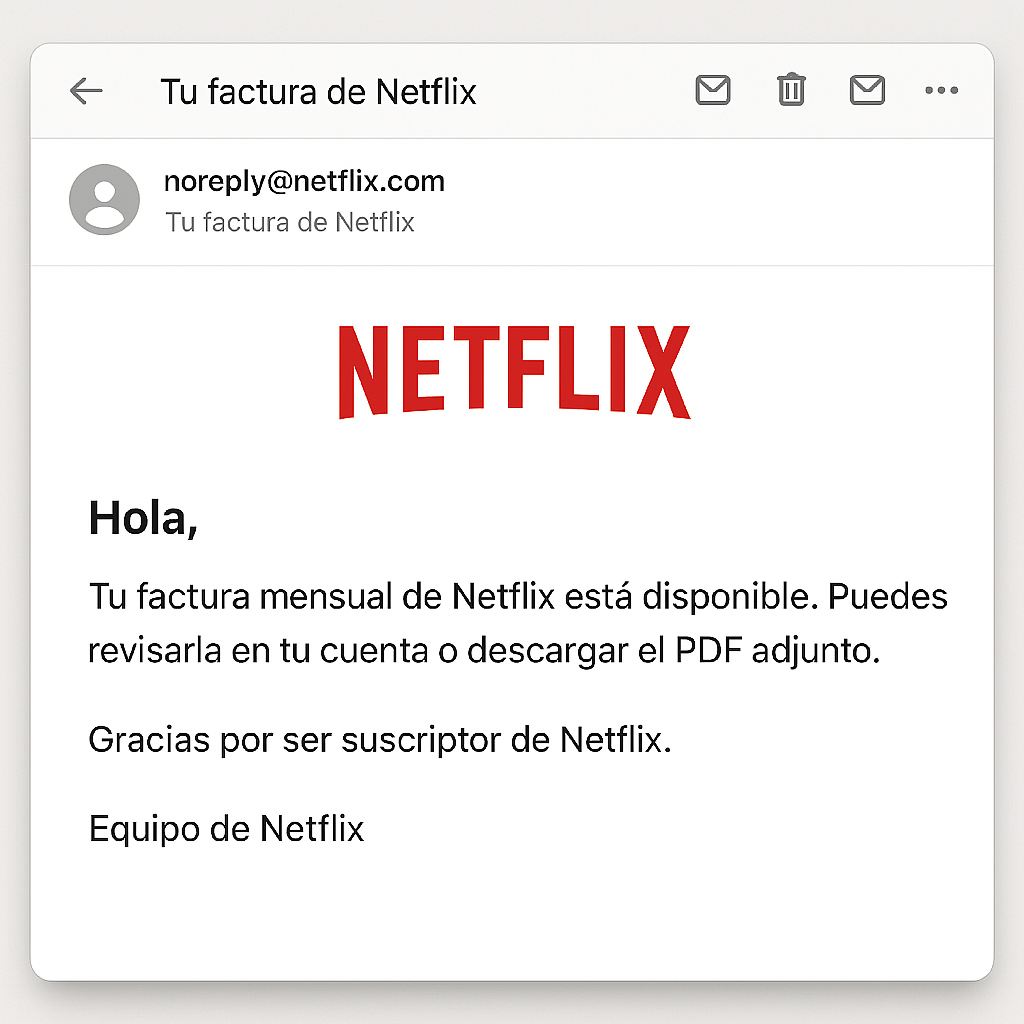 Tu factura de Netflix
noreply@netflix.com
Tu factura de Netflix
NETFLIX
Hola,
Tu factura mensual de Netflix está disponible. Puedes
revisarla en tu cuenta o descargar el PDF adjunto.
Gracias por ser suscriptor de Netflix.
Equipo de Netflix